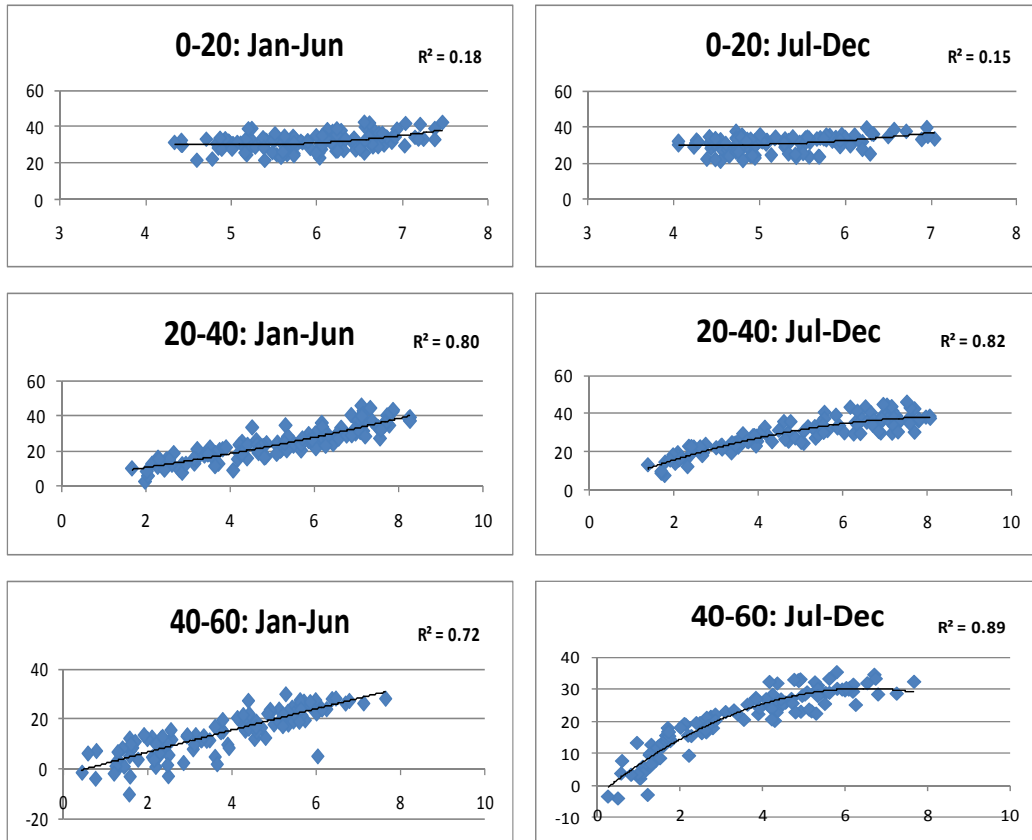 0-20: Jan-Jun
R² = 0.18
60
40
20
0
3 4 5 6 7 8
0-20: Jul-Dec
R² = 0.15
60
40
20
0
3 4 5 6 7 8
20-40: Jan-Jun
R² = 0.80
60
40
20
0
0 2 4 6 8 10
20-40: Jul-Dec
R² = 0.82
60
40
20
0
0 2 4 6 8 10
40-60: Jan-Jun
R² = 0.72
40
20
0
-20
0 2 4 6 8 10
40-60: Jul-Dec
R² = 0.89
40
30
20
10
0
-10
0 2 4 6 8 10